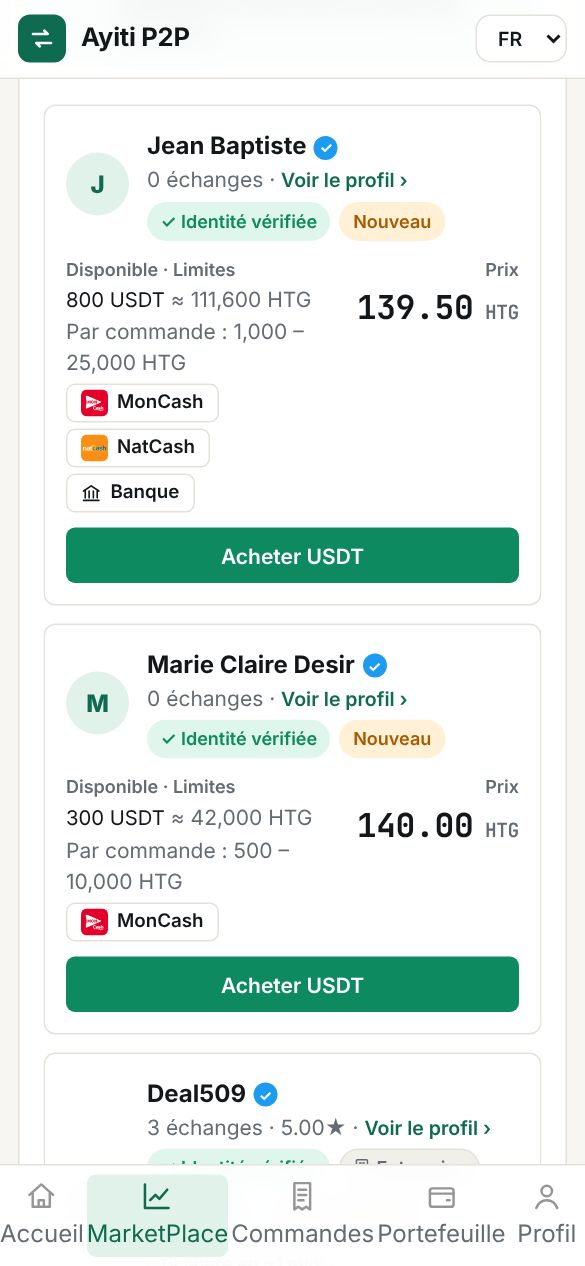 Ayiti P2P
FR
Jean Baptiste
0 échanges · Voir le profil ›
✓ Identité vérifiée Nouveau
J
Disponible · Limites Prix
800 USDT ≈ 111,600 HTG
139.50 HTG
Par commande : 1,000 –
25,000 HTG
MonCash
NatCash
Banque
Acheter USDT
Marie Claire Desir
0 échanges · Voir le profil ›
✓ Identité vérifiée Nouveau
M
Disponible · Limites Prix
300 USDT ≈ 42,000 HTG
140.00 HTG
Par commande : 500 –
10,000 HTG
MonCash
Acheter USDT
Deal509
3 échanges · 5.00★ · Voir le profil ›
Accueil MarketPlace Commandes Portefeuille Profil